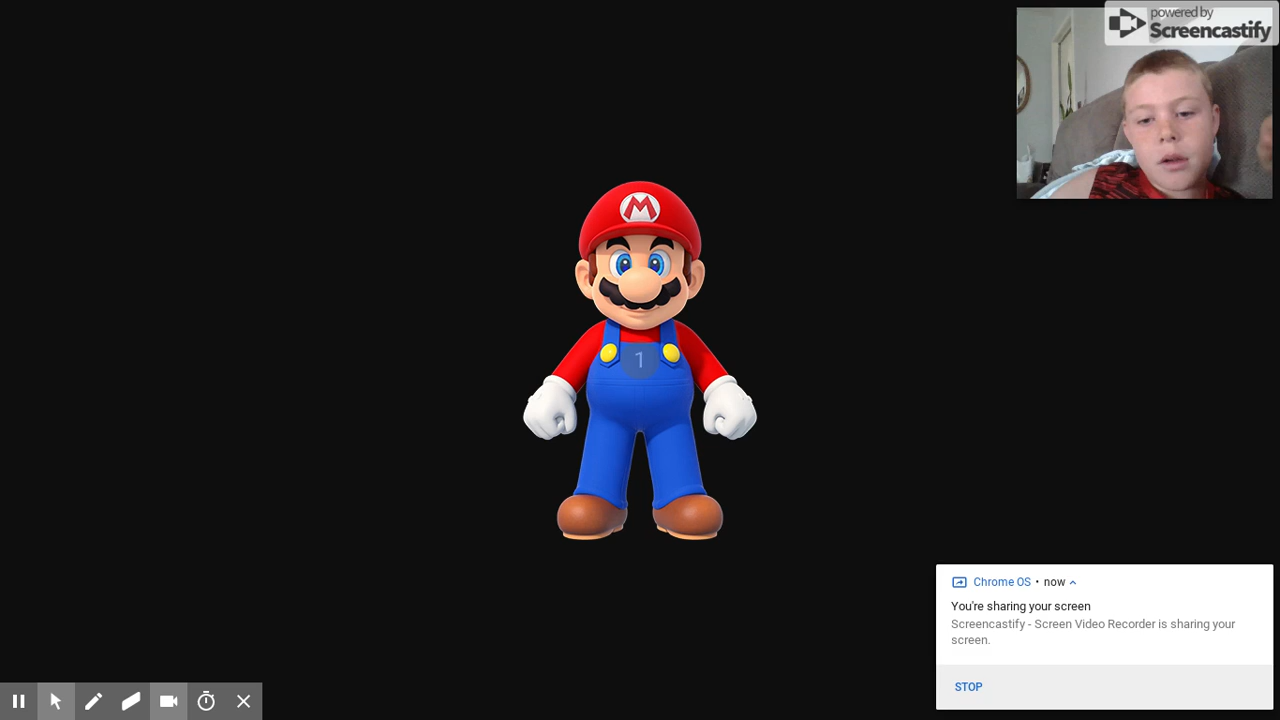 powered by
Screencastify
M
1
Chrome OS • now
You're sharing your screen
Screencastify - Screen Video Recorder is sharing your
screen.
STOP